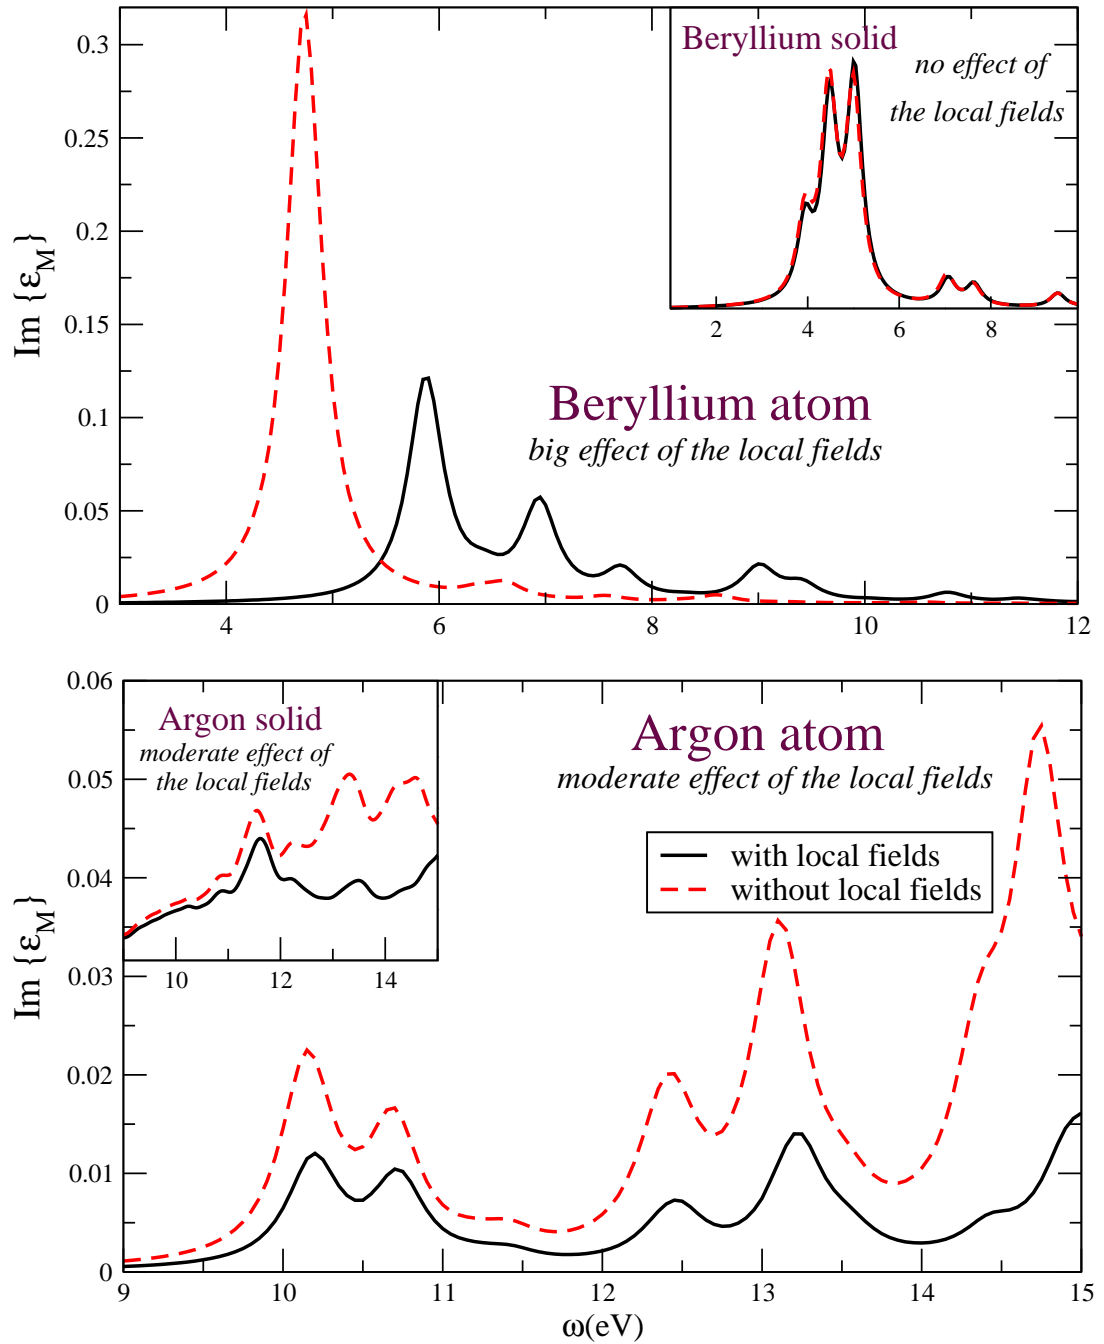 0.3
0.25
0.2
0.15
0.1
0.05
0
Im {ε_M}
4
6
8
10
12
Beryllium solid
no effect of
the local fields
2
4
6
8
Beryllium atom
big effect of the local fields
0.06
0.05
0.04
0.03
0.02
0.01
0
Im {ε_M}
Argon solid
moderate effect of
the local fields
10
12
14
Argon atom
moderate effect of the local fields
with local fields
without local fields
9
10
11
12
13
14
15
ω(eV)